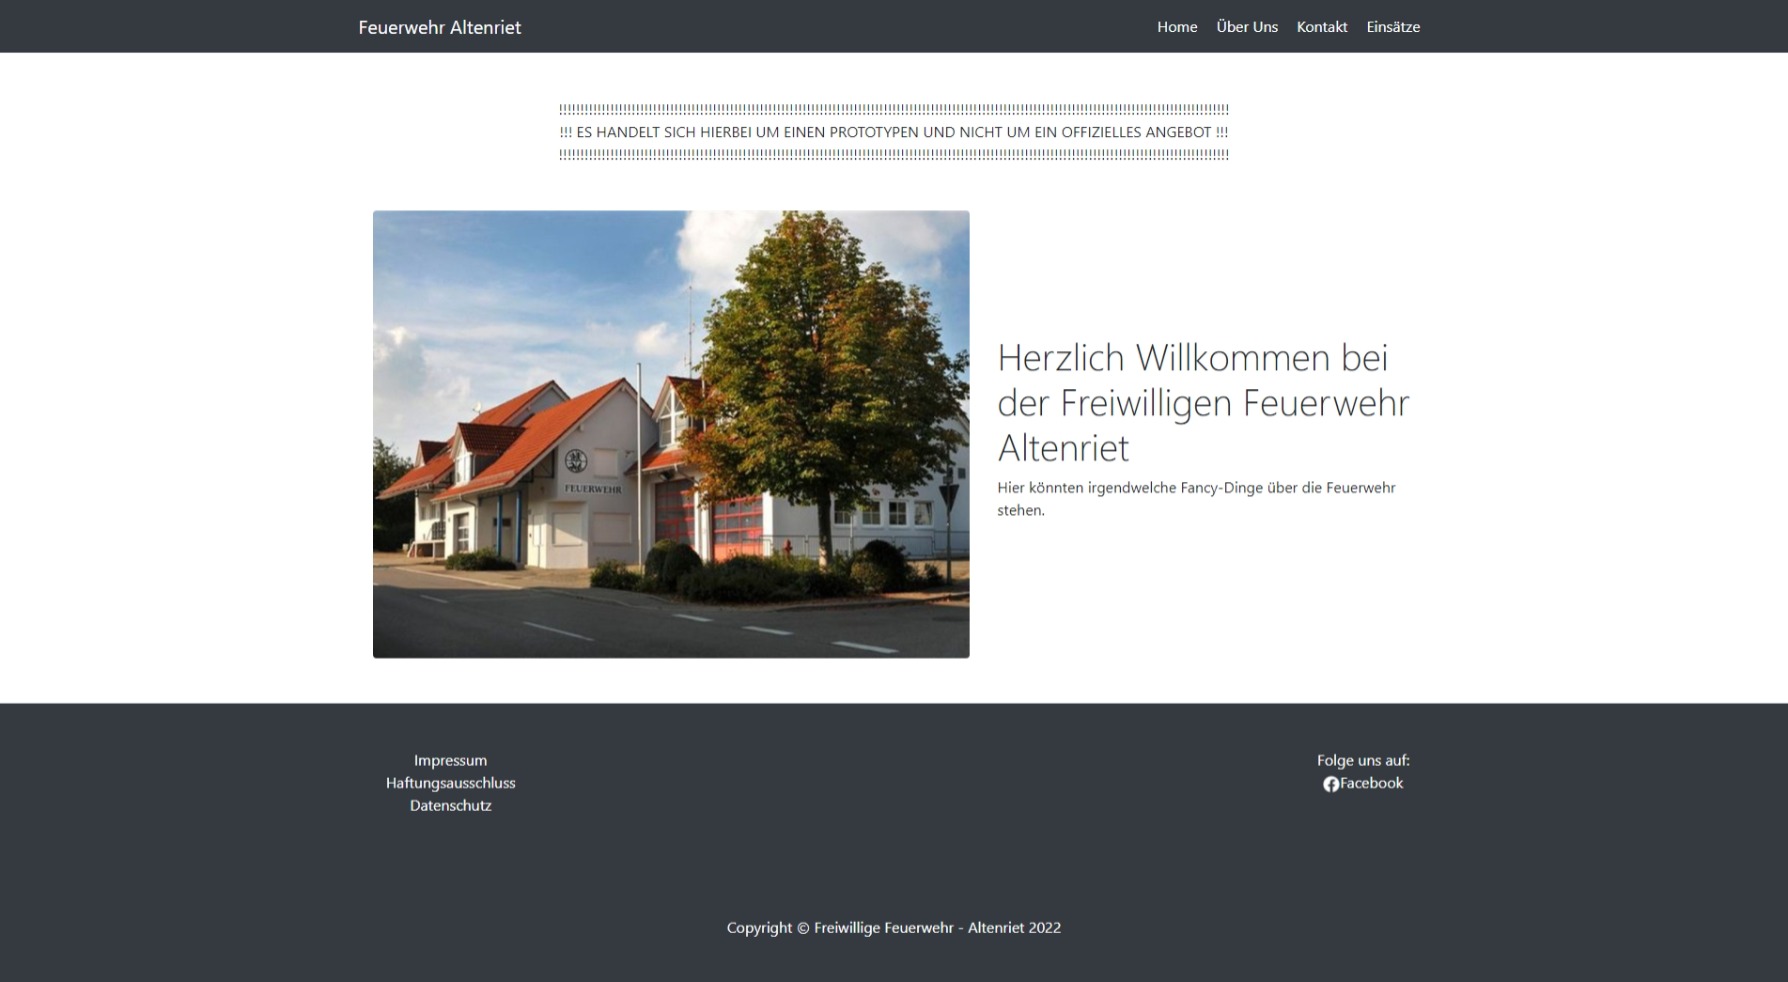 Feuerwehr Altenriet
Home Über Uns Kontakt Einsätze
!!! ES HANDELT SICH HIERBEI UM EINEN PROTOTYPEN UND NICHT UM EIN OFFIZIELLES ANGEBOT !!!
FEUERWEHR
Herzlich Willkommen bei
der Freiwilligen Feuerwehr
Altenriet
Hier könnten irgendwelche Fancy-Dinge über die Feuerwehr
stehen.
Impressum
Haftungsausschluss
Datenschutz
Folge uns auf:
Facebook
Copyright © Freiwillige Feuerwehr - Altenriet 2022